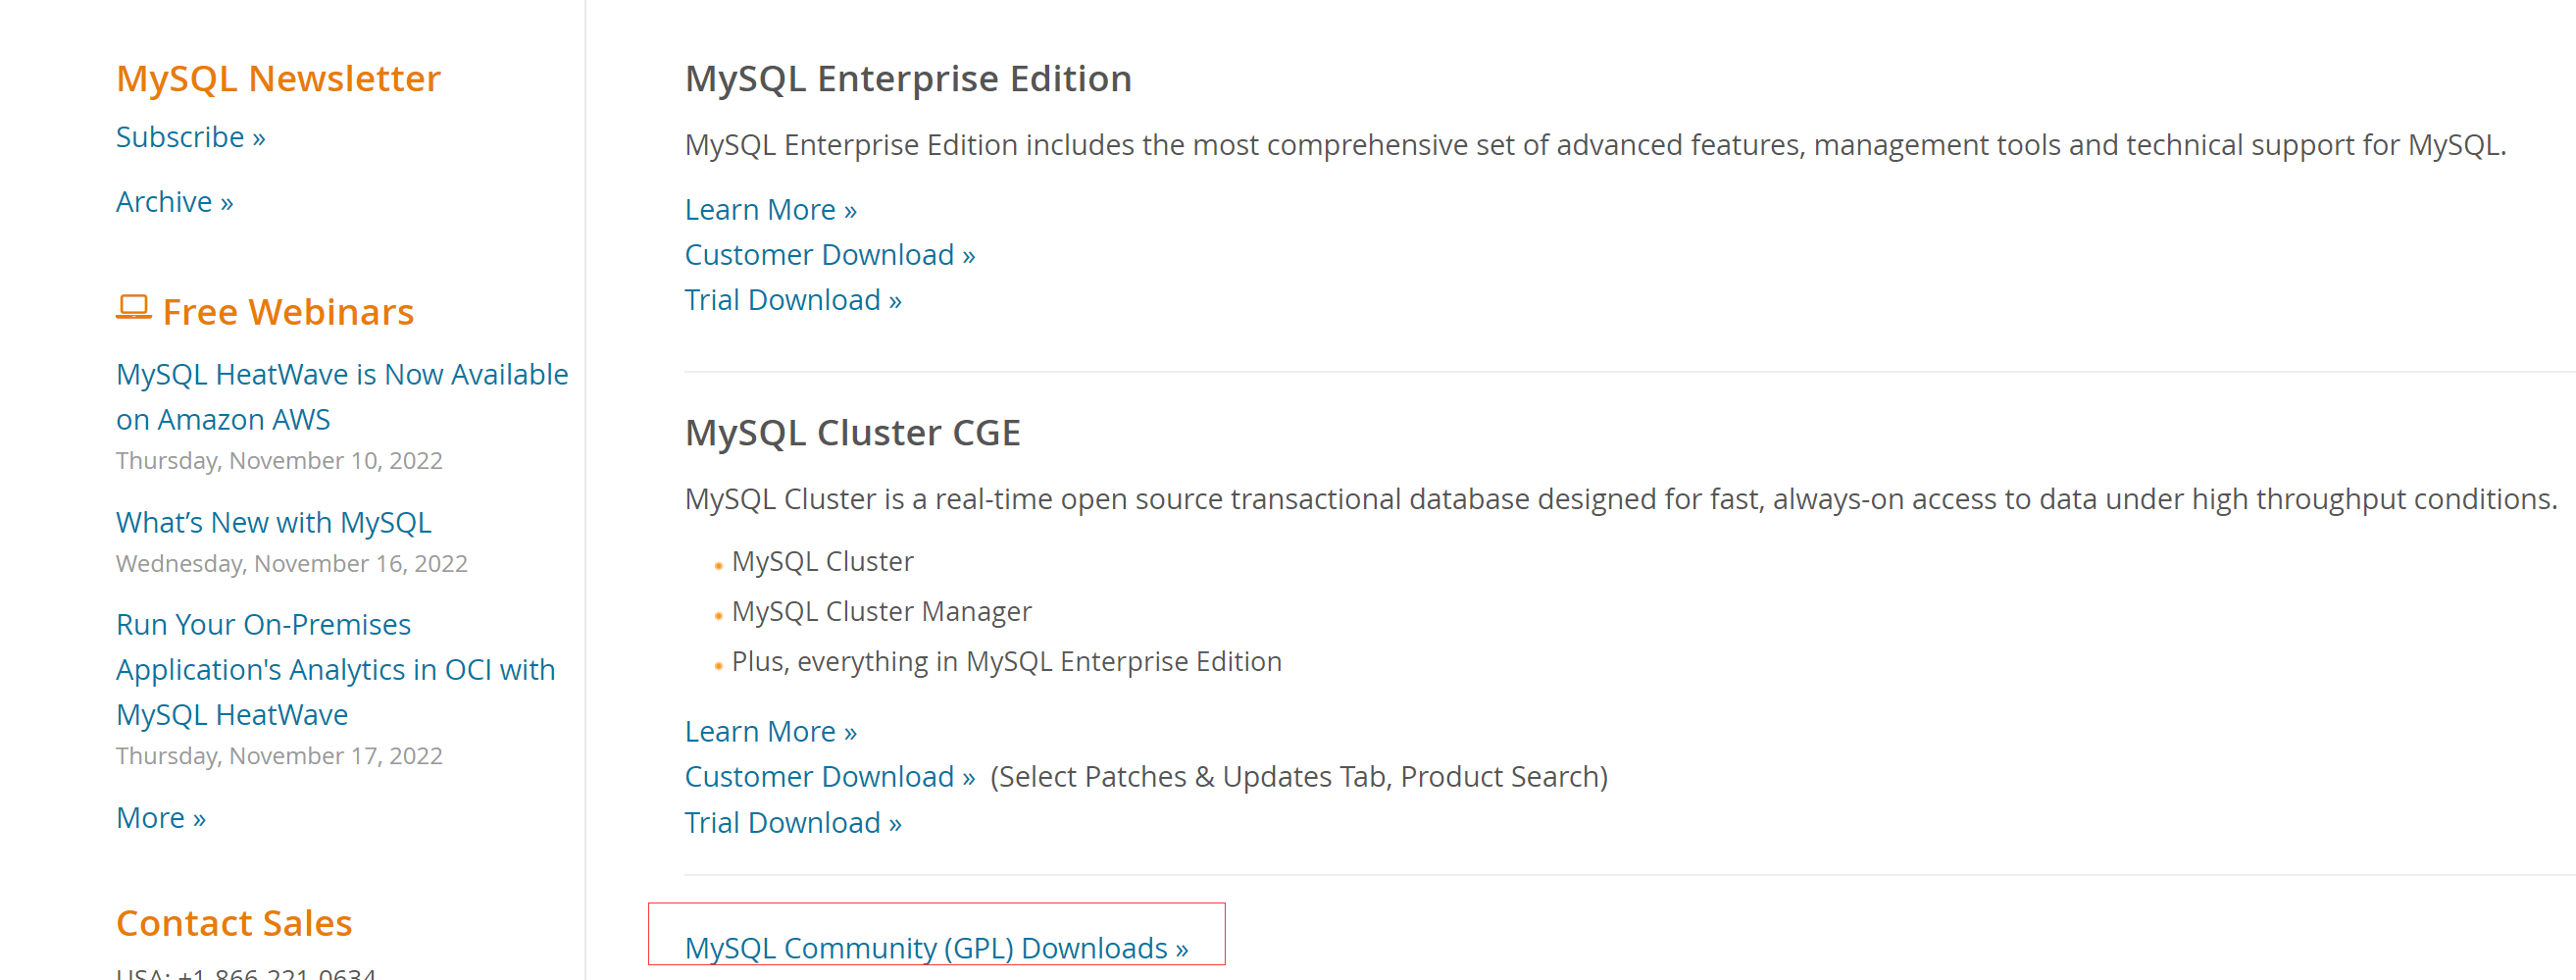 MySQL Newsletter
Subscribe »
Archive »
Free Webinars
MySQL HeatWave is Now Available
on Amazon AWS
Thursday, November 10, 2022
What’s New with MySQL
Wednesday, November 16, 2022
Run Your On-Premises
Application's Analytics in OCI with
MySQL HeatWave
Thursday, November 17, 2022
More »
Contact Sales
USA: +1-866-221-0634
MySQL Enterprise Edition
MySQL Enterprise Edition includes the most comprehensive set of advanced features, management tools and technical support for MySQL.
Learn More »
Customer Download »
Trial Download »
MySQL Cluster CGE
MySQL Cluster is a real-time open source transactional database designed for fast, always-on access to data under high throughput conditions.
MySQL Cluster
MySQL Cluster Manager
Plus, everything in MySQL Enterprise Edition
Learn More »
Customer Download » (Select Patches & Updates Tab, Product Search)
Trial Download »
MySQL Community (GPL) Downloads »